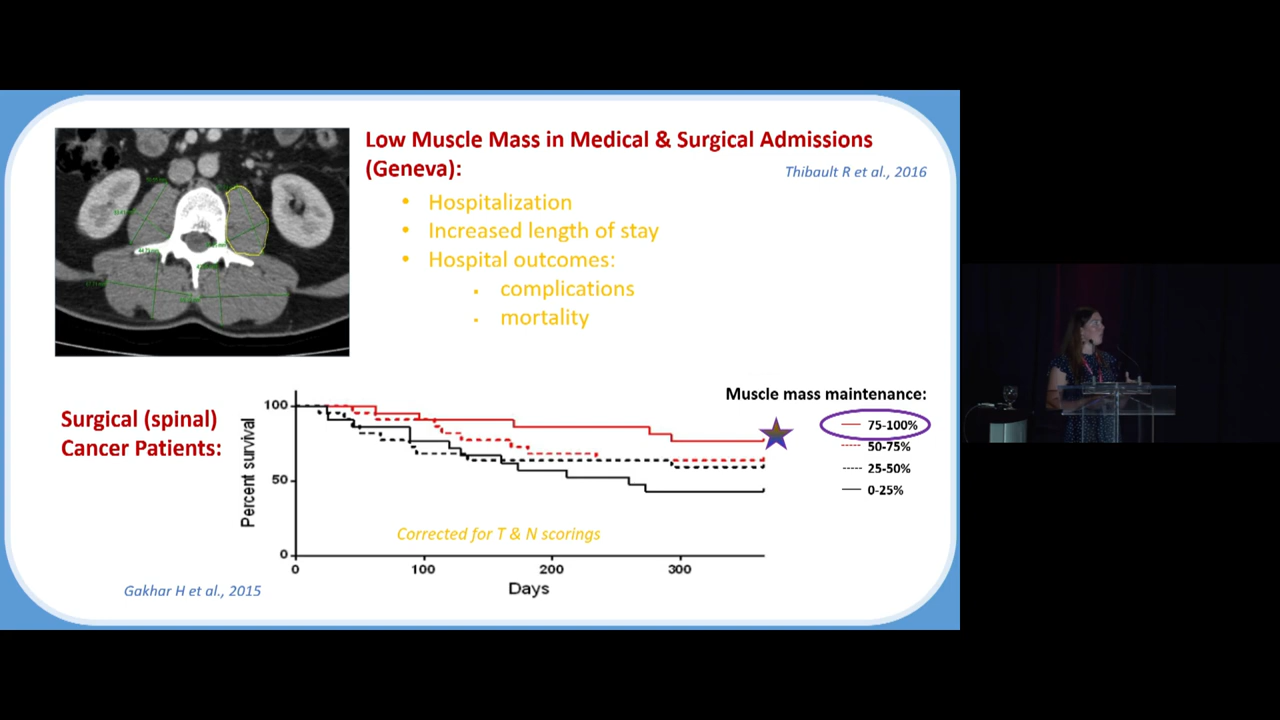 Low Muscle Mass in Medical & Surgical Admissions
(Geneva):
Thibault R et al., 2016
• Hospitalization
• Increased length of stay
• Hospital outcomes:
▪ complications
▪ mortality
Surgical (spinal)
Cancer Patients:
Muscle mass maintenance:
75-100%
50-75%
25-50%
0-25%
Percent survival
100
50
0
Corrected for T & N scorings
0
100
200
300
Days
Gakhar H et al., 2015